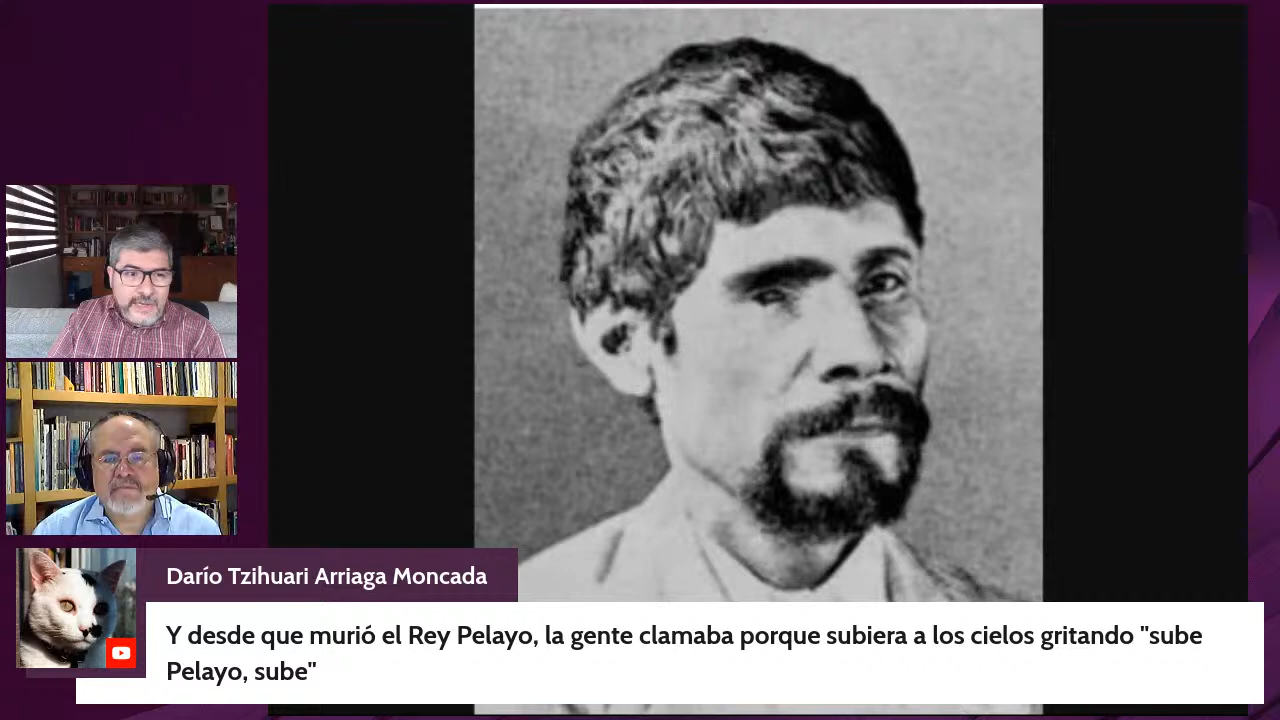 Darío Tzihuari Arriaga Moncada
Y desde que murió el Rey Pelayo, la gente clamaba porque subiera a los cielos gritando "sube
Pelayo, sube"